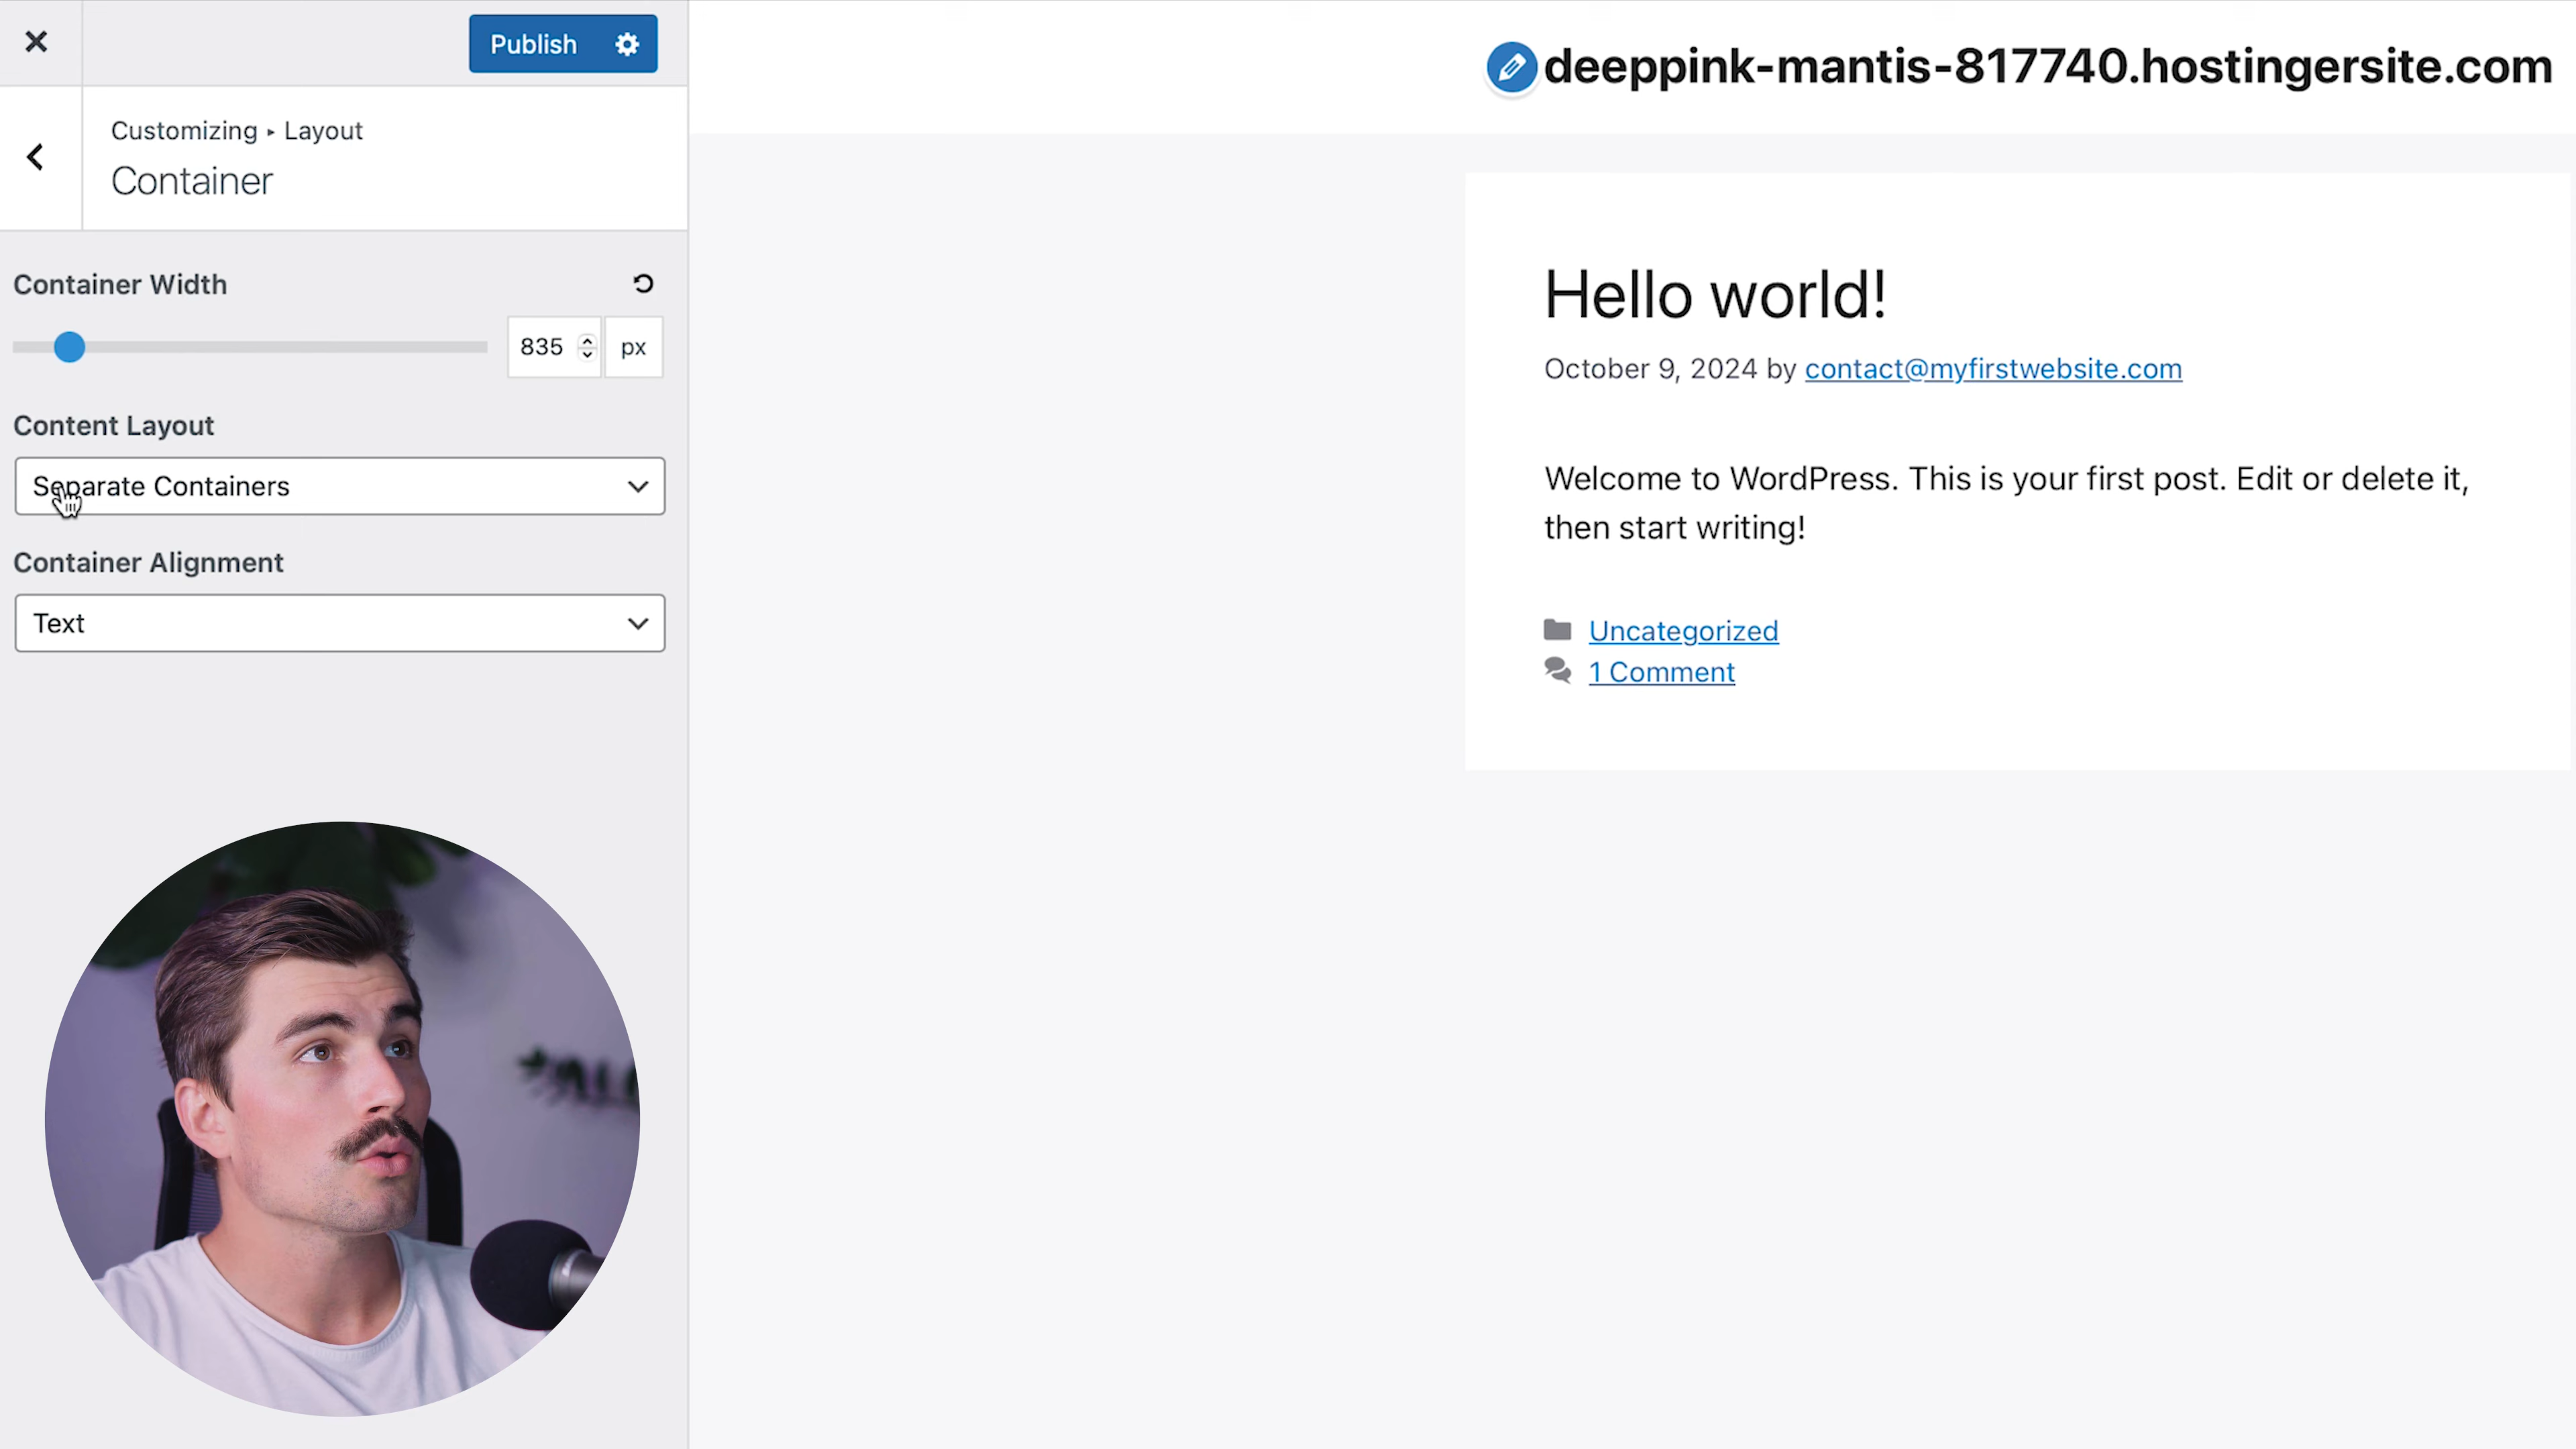 Publish
Customizing ▸ Layout
Container
Container Width
835
px
Content Layout
Separate Containers
Container Alignment
Text
deeppink-mantis-817740.hostingersite.com
Hello world!
October 9, 2024 by contact@myfirstwebsite.com
Welcome to WordPress. This is your first post. Edit or delete it,
then start writing!
Uncategorized
1 Comment